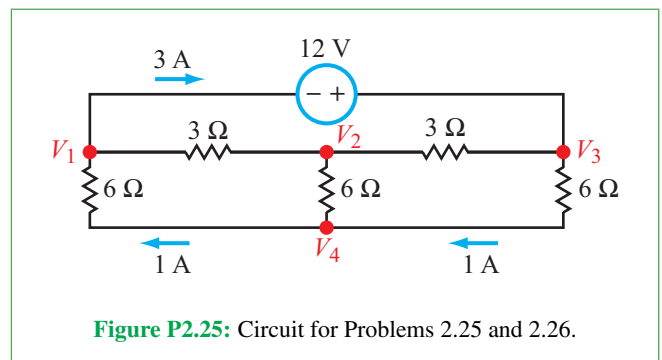 12 V
3 A
− +
3 Ω
V2
3 Ω
V1
V3
6 Ω
6 Ω
6 Ω
V4
1 A
1 A
Figure P2.25: Circuit for Problems 2.25 and 2.26.